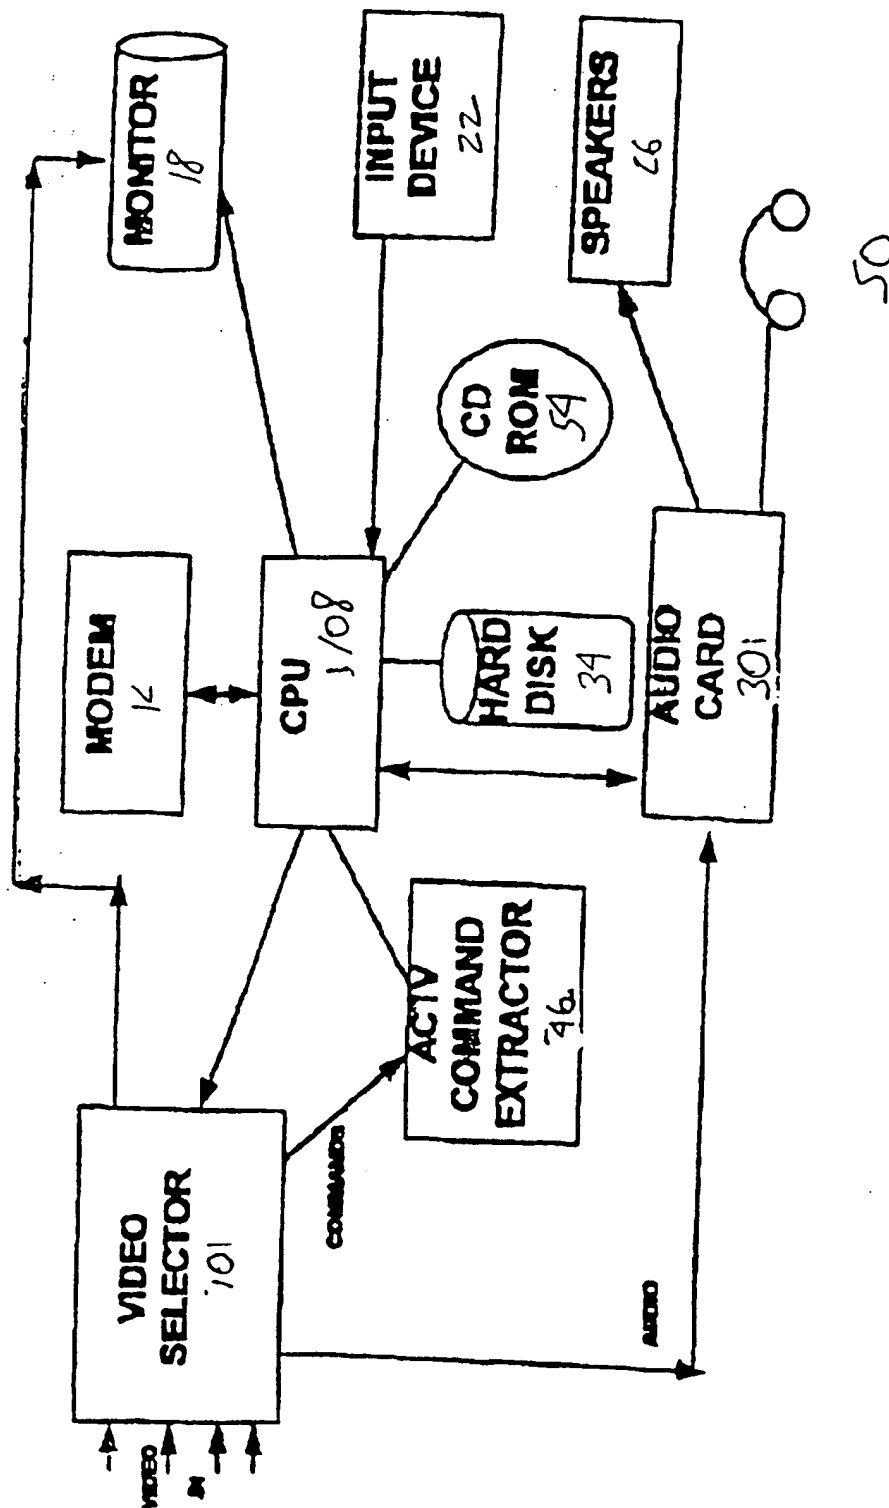 VIDEO
IN
VIDEO
SELECTOR
101
MODEM
MONITOR
18
CPU
INPUT
DEVICE
22
COMMANDS
ACTV
COMMAND
EXTRACTOR
46
HARD
DISK
34
CD
ROM
54
SPEAKERS
26
AUDIO
AUDIO
CARD
301
50